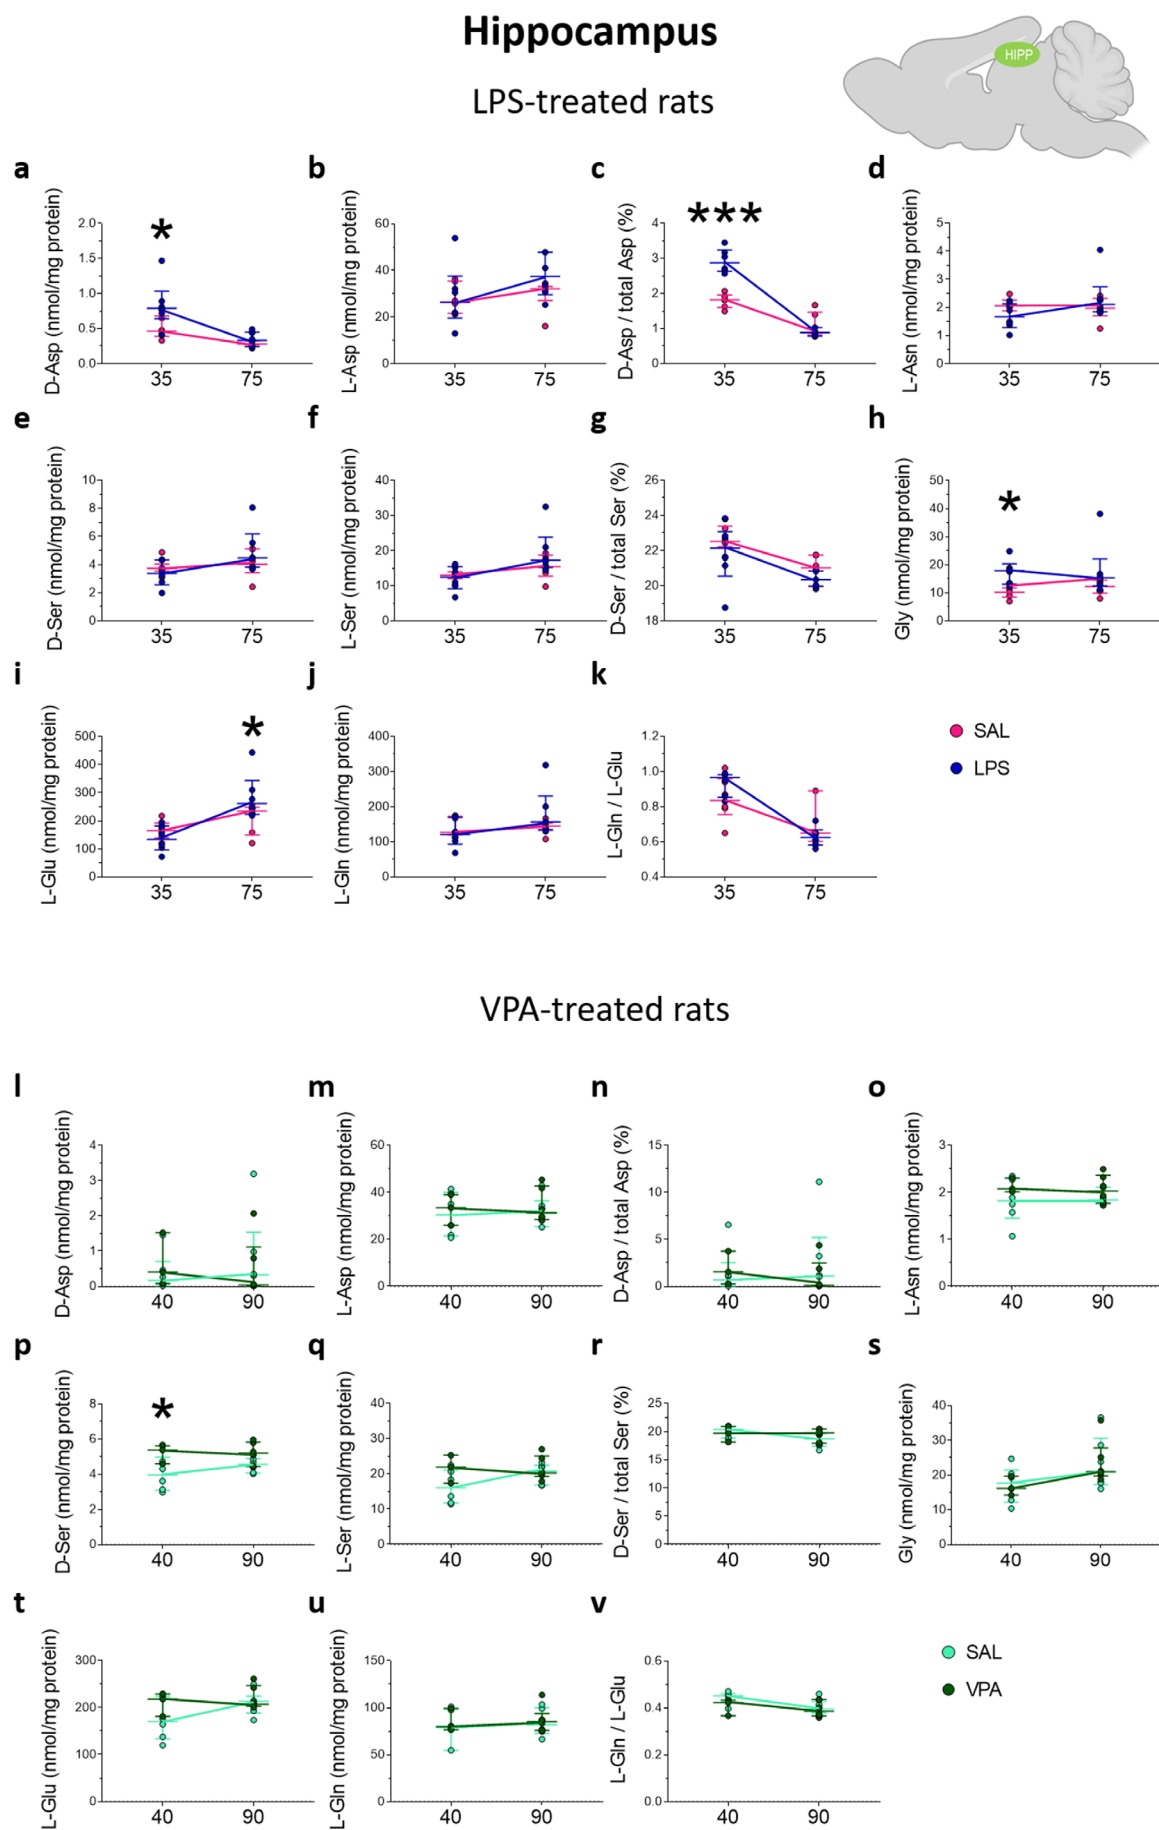 Hippocampus
HIPP
LPS-treated rats
a
D-Asp (nmol/mg protein)
2.0
1.5
1.0
0.5
0.0
*
35 75
b
L-Asp (nmol/mg protein)
60
40
20
0
35 75
c
D-Asp / total Asp (%)
4
3
2
1
0
***
35 75
d
L-Asn (nmol/mg protein)
5
4
3
2
1
0
35 75
e
D-Ser (nmol/mg protein)
10
8
6
4
2
0
35 75
f
L-Ser (nmol/mg protein)
40
30
20
10
0
35 75
g
D-Ser / total Ser (%)
26
24
22
20
18
35 75
h
Gly (nmol/mg protein)
50
40
30
20
10
0
*
35 75
i
L-Glu (nmol/mg protein)
500
400
300
200
100
0
*
35 75
j
L-Gln (nmol/mg protein)
400
300
200
100
0
35 75
k
L-Gln / L-Glu
1.2
1.0
0.8
0.6
0.4
35 75
SAL
LPS
VPA-treated rats
l
D-Asp (nmol/mg protein)
4
3
2
1
0
40 90
m
L-Asp (nmol/mg protein)
60
40
20
0
40 90
n
D-Asp / total Asp (%)
15
10
5
0
40 90
o
L-Asn (nmol/mg protein)
3
2
1
0
40 90
p
D-Ser (nmol/mg protein)
8
6
4
2
0
*
40 90
q
L-Ser (nmol/mg protein)
40
30
20
10
0
40 90
r
D-Ser / total Ser (%)
25
20
15
10
5
0
40 90
s
Gly (nmol/mg protein)
40
30
20
10
0
40 90
t
L-Glu (nmol/mg protein)
300
200
100
0
40 90
u
L-Gln (nmol/mg protein)
150
100
50
0
40 90
v
L-Gln / L-Glu
0.6
0.4
0.2
0.0
40 90
SAL
VPA